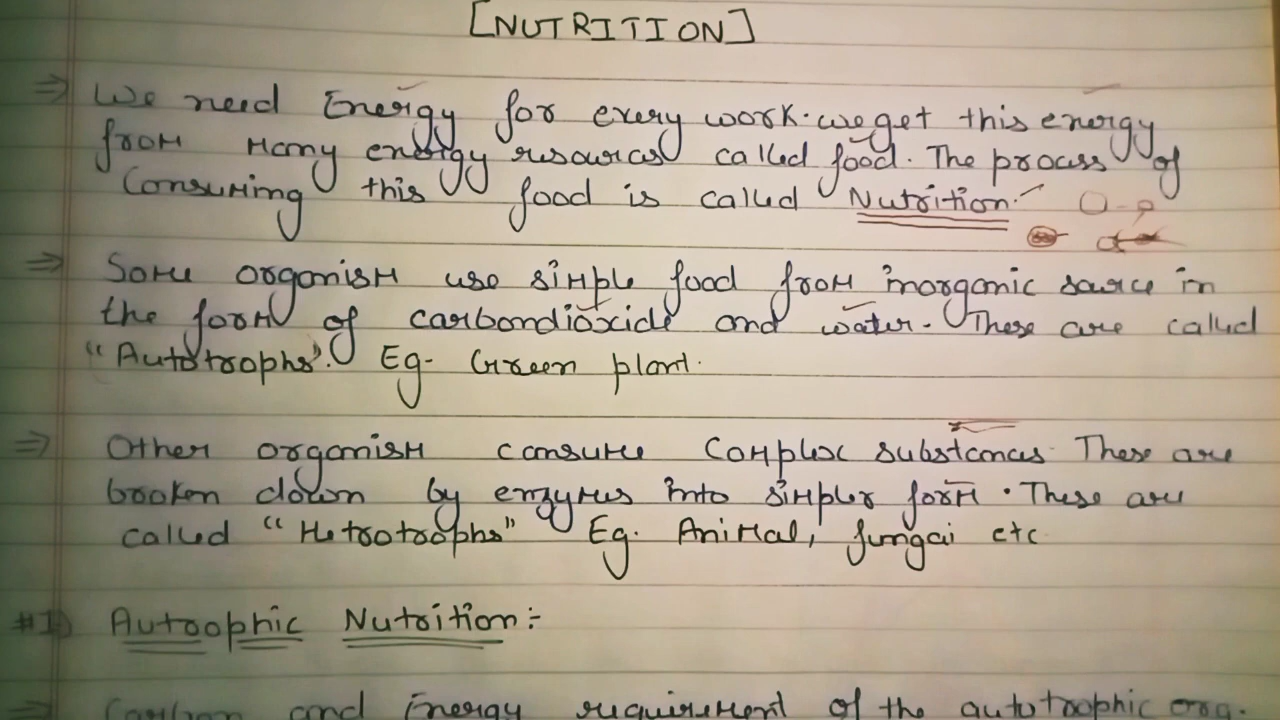 [NUTRITION]
⇒ We need Energy for every work. we get this energy
from many energy resources called food. The process of
Consuming this food is called Nutrition.
⇒ Some organism use simple food from inorganic source in
the form of carbondioxide and water. These are called
"Autotrophs". Eg. Green plant.
⇒ Other organism consume Complex substances. These are
broken down by enzymes into simpler form. These are
called "Hetrotrophs" Eg. Animal, fungai etc
#1) Autrophic Nutrition:-
⇒ Carbon and Energy requirement of the autotrophic org.